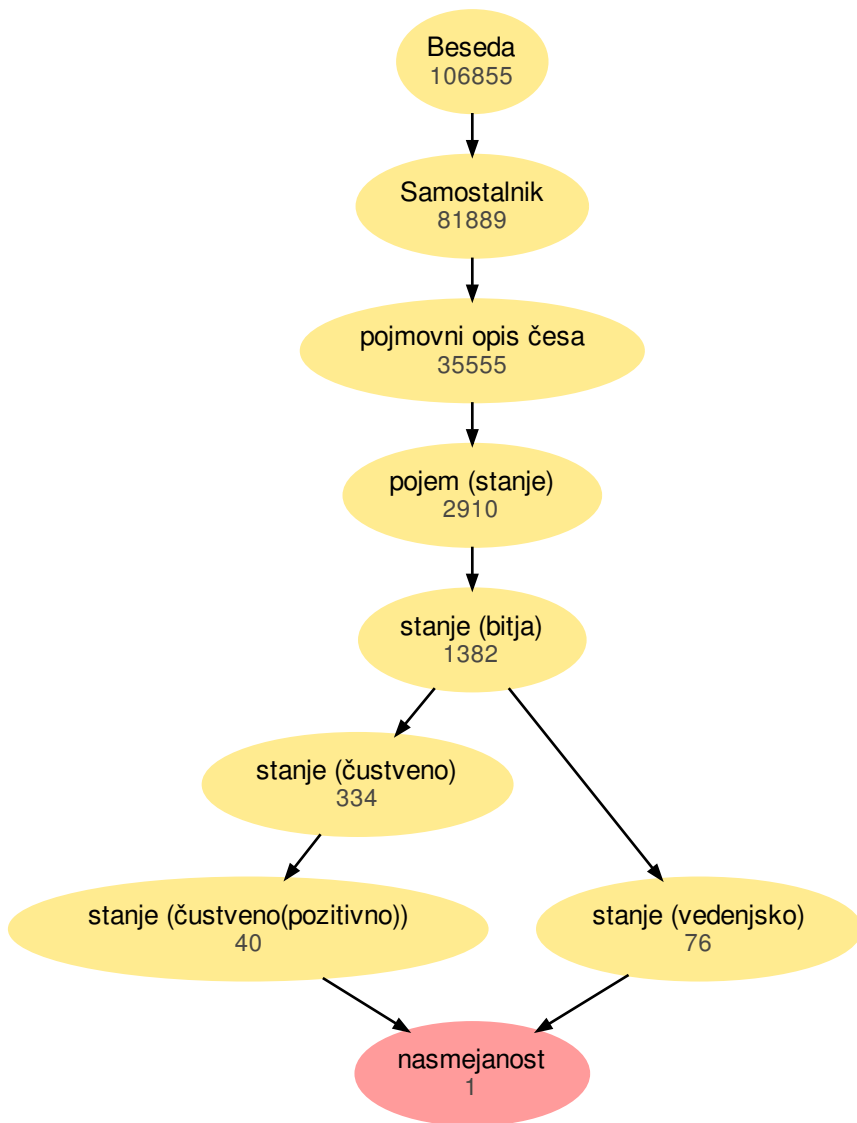 Beseda
106855
Samostalnik
81889
pojmovni opis česa
35555
pojem (stanje)
2910
stanje (bitja)
1382
stanje (čustveno)
334
stanje (čustveno(pozitivno))
40
stanje (vedenjsko)
76
nasmejanost
1